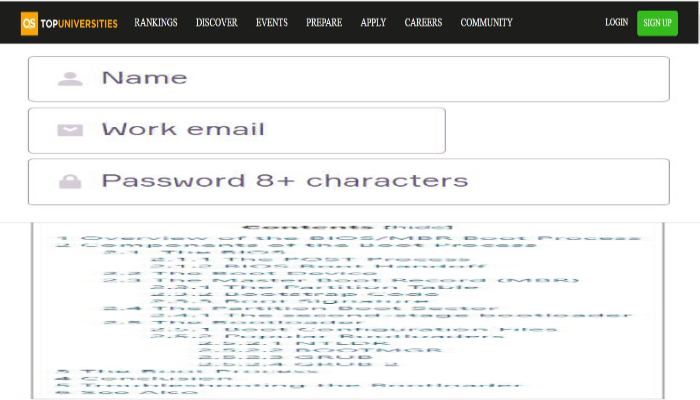 QS TOPUNIVERSITIES RANKINGS DISCOVER EVENTS PREPARE APPLY CAREERS COMMUNITY LOGIN SIGN UP
Name
Work email
Password 8+ characters
Contents [hide]
1 Overview of the BIOS/MBR Boot Process
2 Components of the Boot Process
2.1 The BIOS
2.1.1 The POST Process
2.1.2 BIOS Boot Handoff
2.2 The Boot Device
2.3 The Master Boot Record (MBR)
2.3.1 The Partition Table
2.3.2 Bootstrap Code
2.3.3 Boot Signature
2.4 The Partition Boot Sector
2.4.1 The second-stage bootloader
2.5 The Bootloader
2.5.1 Boot Configuration Files
2.5.2 Popular Bootloaders
2.5.2.1 NTLDR
2.5.2.2 BOOTMGR
2.5.2.3 GRUB
2.5.2.4 GRUB 2
3 The Boot Process
4 Conclusion
5 Troubleshooting the Bootloader
6 See Also